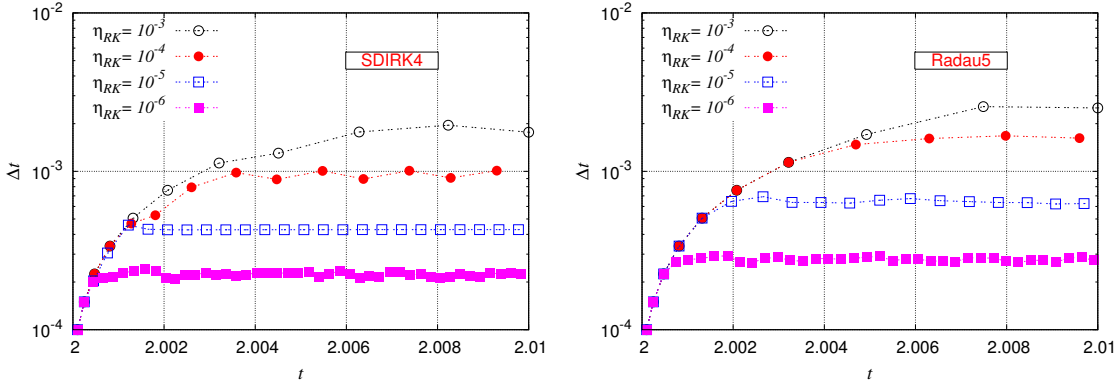 10⁻²
η_RK= 10⁻³
η_RK= 10⁻⁴
η_RK= 10⁻⁵
η_RK= 10⁻⁶
SDIRK4
Δt
10⁻³
10⁻⁴
2 2.002 2.004 2.006 2.008 2.01
t
10⁻²
η_RK= 10⁻³
η_RK= 10⁻⁴
η_RK= 10⁻⁵
η_RK= 10⁻⁶
Radau5
Δt
10⁻³
10⁻⁴
2 2.002 2.004 2.006 2.008 2.01
t